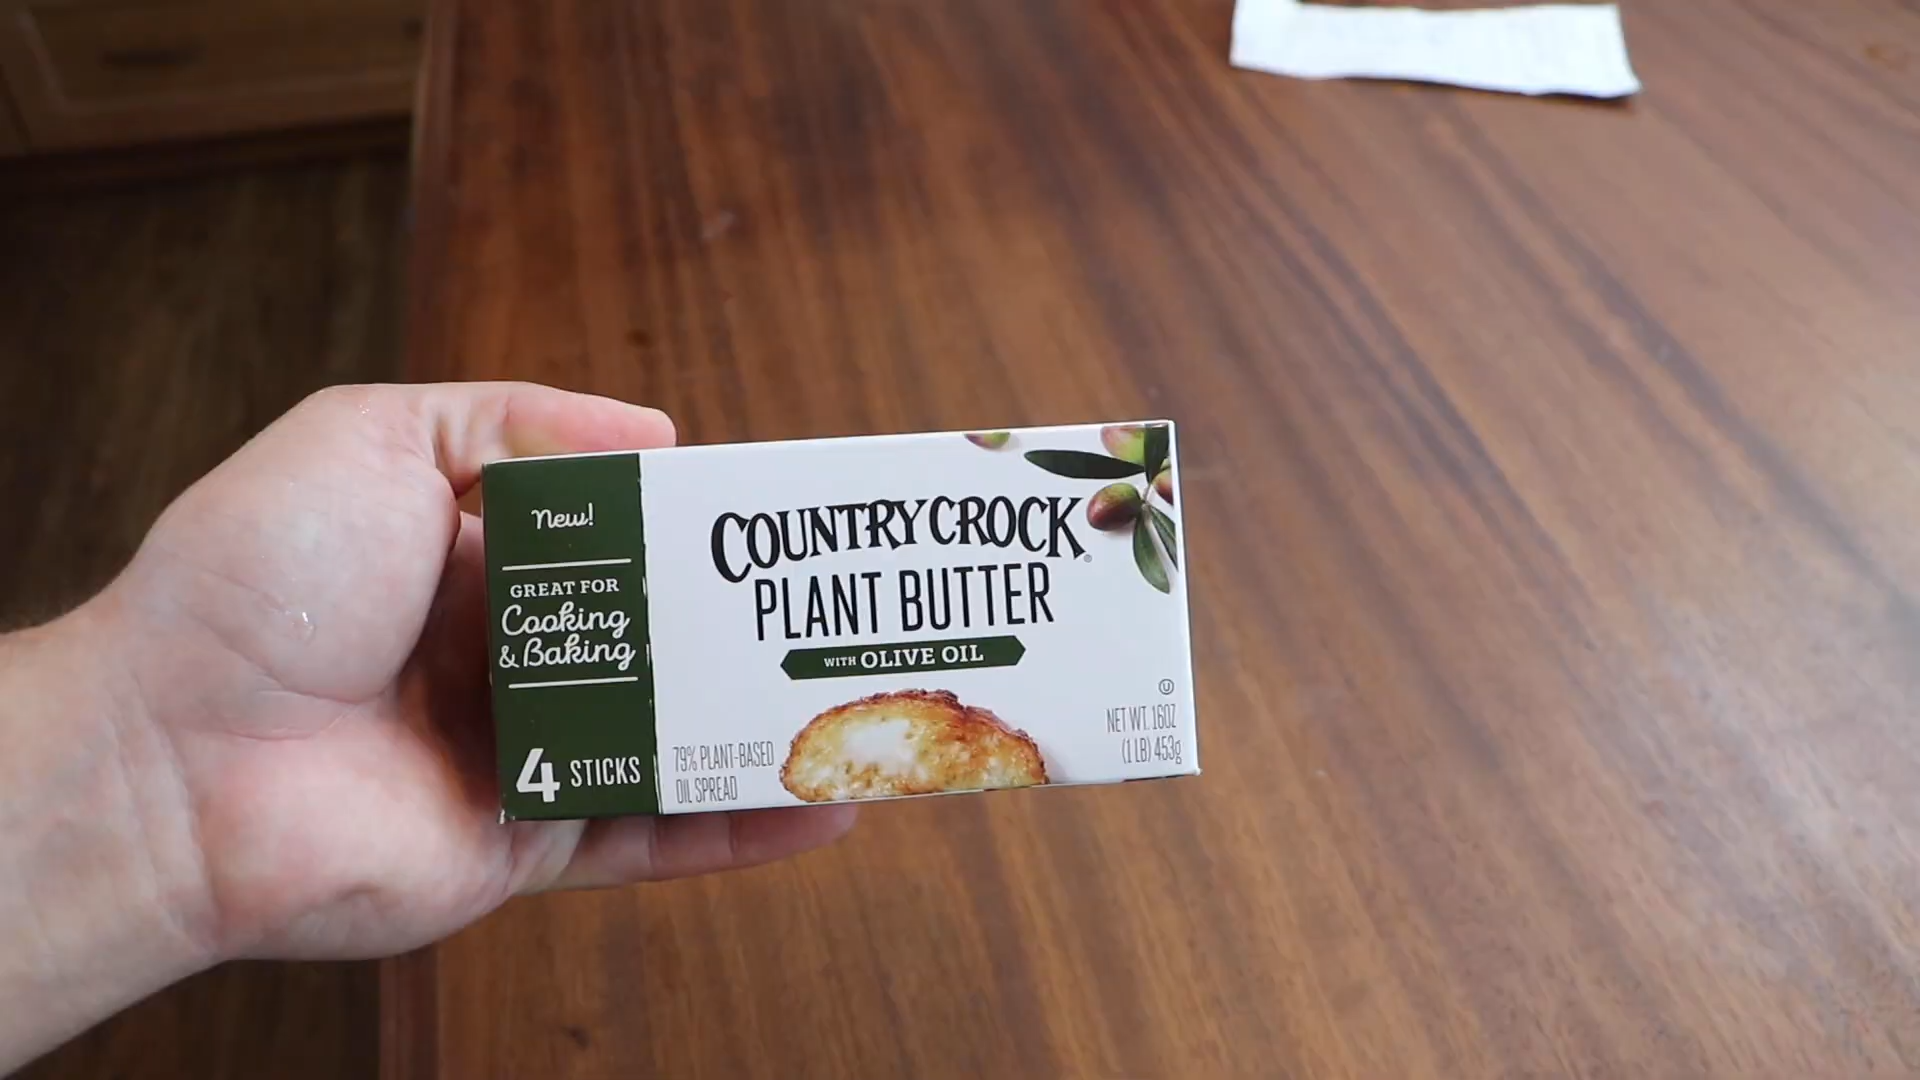 New!
GREAT FOR
Cooking
& Baking
4 STICKS
COUNTRY CROCK®
PLANT BUTTER
WITH OLIVE OIL
79% PLANT-BASED
OIL SPREAD
U
NET WT. 16OZ
(1 LB) 453g